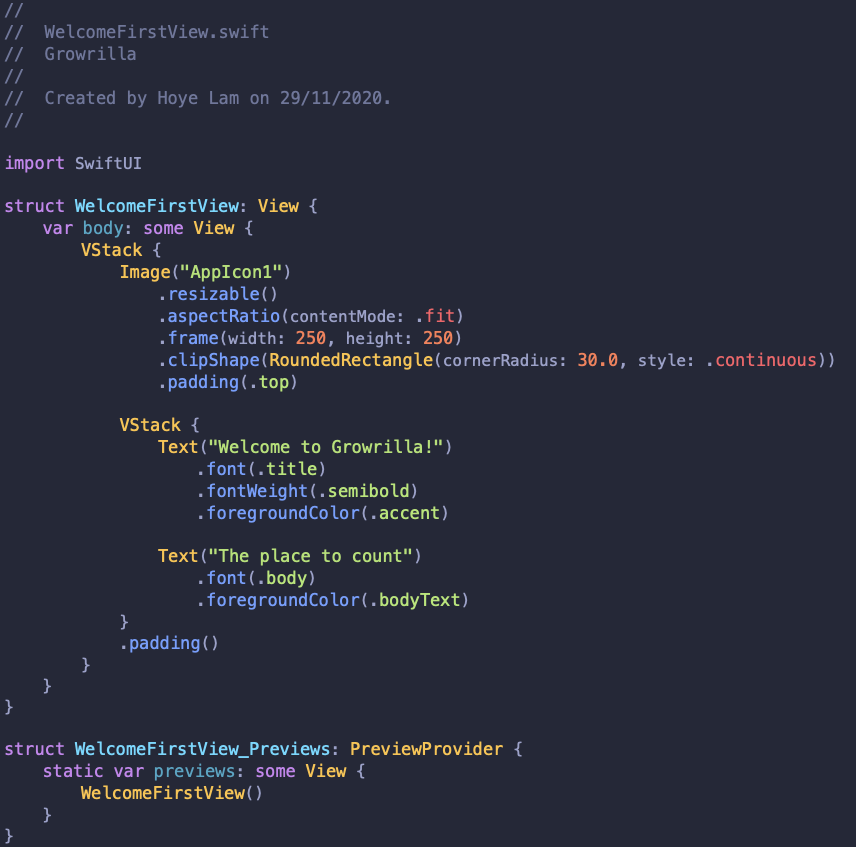 //
//  WelcomeFirstView.swift
//  Growrilla
//
//  Created by Hoye Lam on 29/11/2020.
//

import SwiftUI

struct WelcomeFirstView: View {
    var body: some View {
        VStack {
            Image("AppIcon1")
                .resizable()
                .aspectRatio(contentMode: .fit)
                .frame(width: 250, height: 250)
                .clipShape(RoundedRectangle(cornerRadius: 30.0, style: .continuous))
                .padding(.top)

            VStack {
                Text("Welcome to Growrilla!")
                    .font(.title)
                    .fontWeight(.semibold)
                    .foregroundColor(.accent)

                Text("The place to count")
                    .font(.body)
                    .foregroundColor(.bodyText)
            }
            .padding()
        }
    }
}

struct WelcomeFirstView_Previews: PreviewProvider {
    static var previews: some View {
        WelcomeFirstView()
    }
}